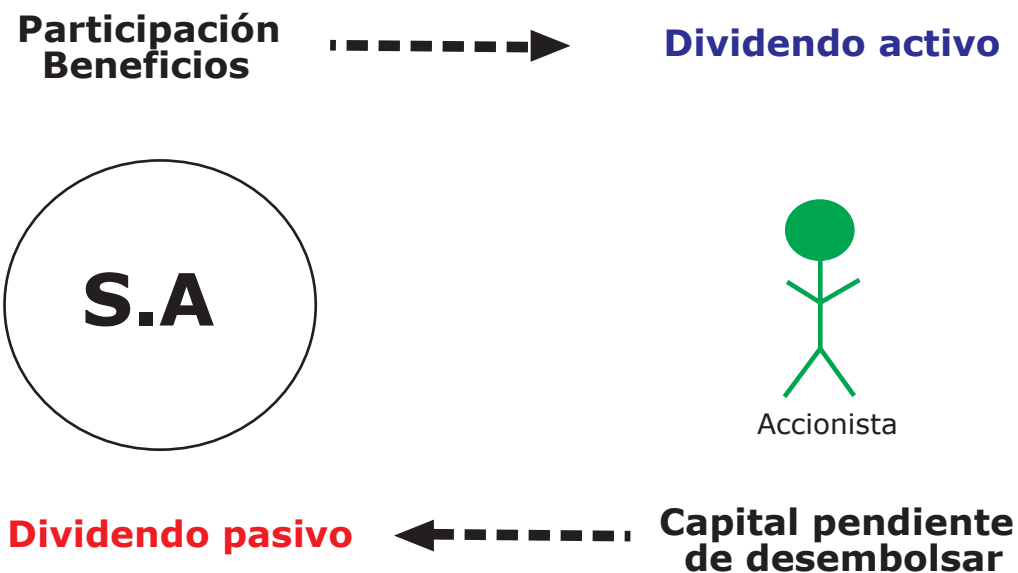 Participación
Beneficios
Dividendo activo
S.A
Accionista
Dividendo pasivo
Capital pendiente
de desembolsar